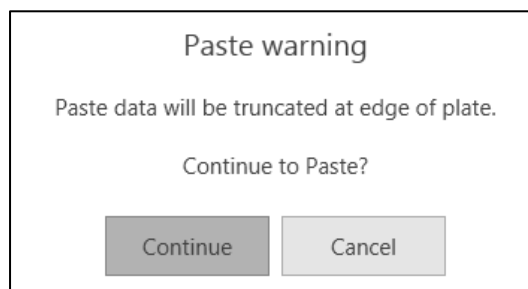 Paste warning
Paste data will be truncated at edge of plate.
Continue to Paste?
Continue Cancel